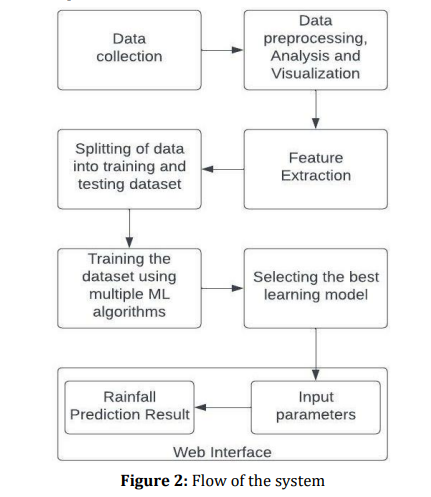 Data
collection
Data
preprocessing,
Analysis and
Visualization
Feature
Extraction
Splitting of data
into training and
testing dataset
Training the
dataset using
multiple ML
algorithms
Selecting the best
learning model
Input
parameters
Rainfall
Prediction Result
Web Interface
Figure 2: Flow of the system